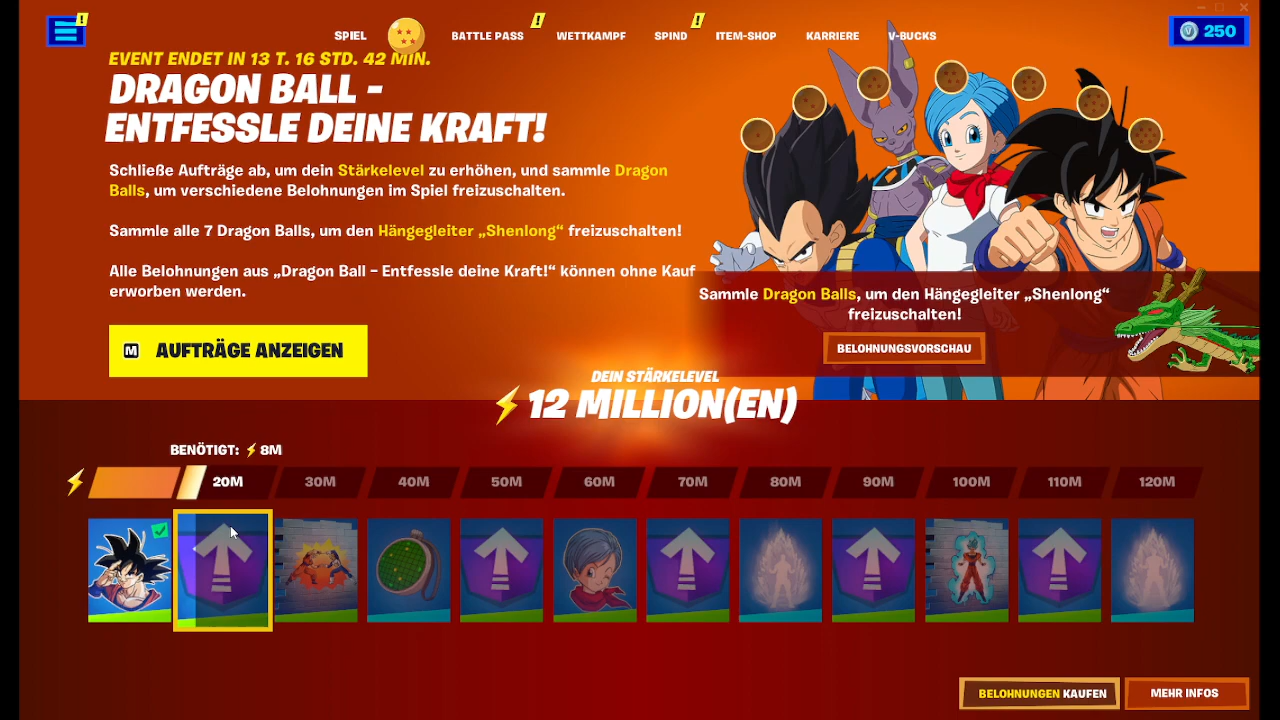 SPIEL
BATTLE PASS
!
WETTKAMPF
SPIND
!
ITEM-SHOP
KARRIERE
V-BUCKS
!
V 250
EVENT ENDET IN 13 T. 16 STD. 42 MIN.
DRAGON BALL -
ENTFESSLE DEINE KRAFT!
Schließe Aufträge ab, um dein Stärkelevel zu erhöhen, und sammle Dragon
Balls, um verschiedene Belohnungen im Spiel freizuschalten.
Sammle alle 7 Dragon Balls, um den Hängegleiter „Shenlong“ freizuschalten!
Alle Belohnungen aus „Dragon Ball – Entfessle deine Kraft!“ können ohne Kauf
erworben werden.
Sammle Dragon Balls, um den Hängegleiter „Shenlong“
freizuschalten!
BELOHNUNGSVORSCHAU
M AUFTRÄGE ANZEIGEN
DEIN STÄRKELEVEL
12 MILLION(EN)
BENÖTIGT: 8M
20M
30M
40M
50M
60M
70M
80M
90M
100M
110M
120M
BELOHNUNGEN KAUFEN
MEHR INFOS